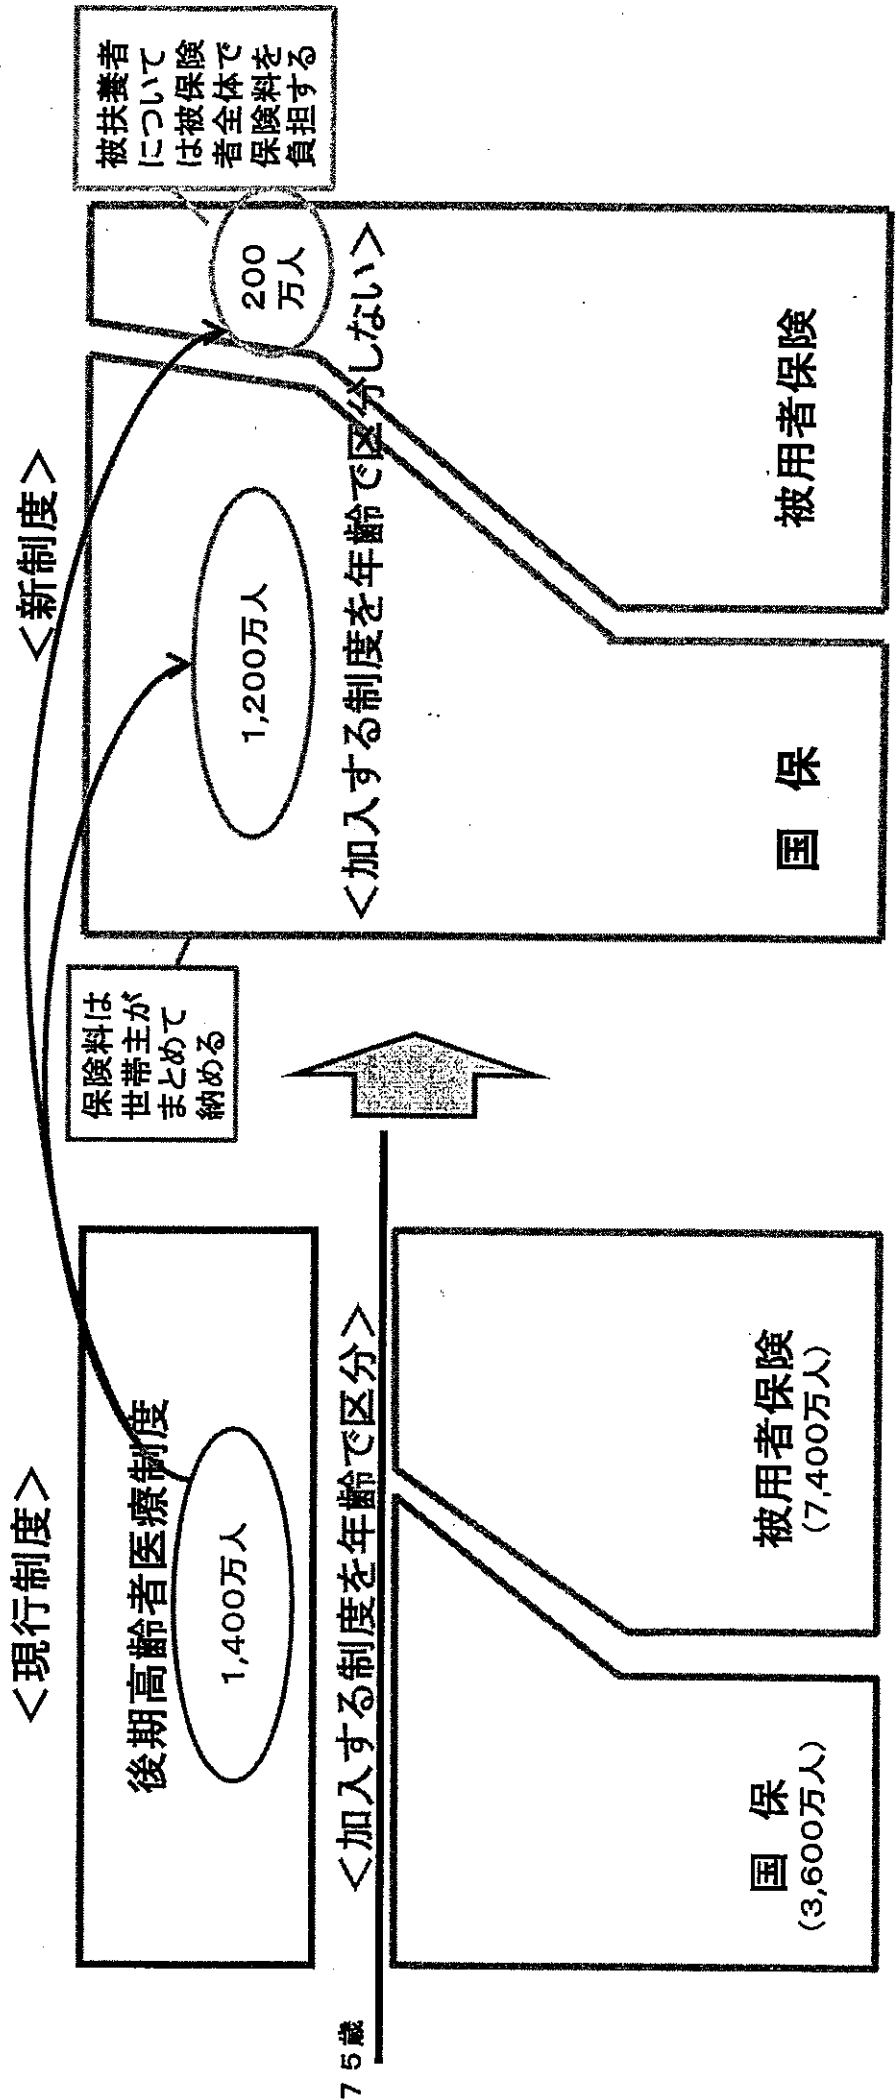 <現行制度>
後期高齢者医療制度
1,400万人
75歳
<加入する制度を年齢で区分>
国 保
(3,600万人)
被用者保険
(7,400万人)
<新制度>
保険料は
世帯主が
まとめて
納める
1,200万人
200
万人
被扶養者
について
は被保険
者全体で
保険料を
負担する
<加入する制度を年齢で区分しない>
国 保
被用者保険